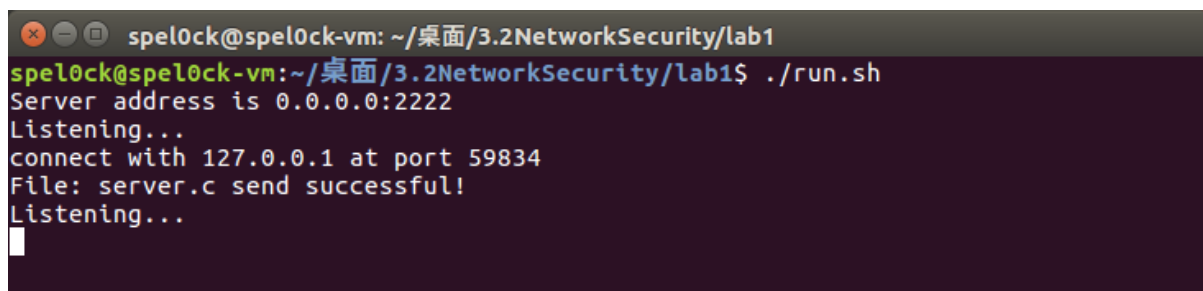 spel0ck@spel0ck-vm: ~/桌面/3.2NetworkSecurity/lab1
spel0ck@spel0ck-vm:~/桌面/3.2NetworkSecurity/lab1$ ./run.sh
Server address is 0.0.0.0:2222
Listening...
connect with 127.0.0.1 at port 59834
File: server.c send successful!
Listening...